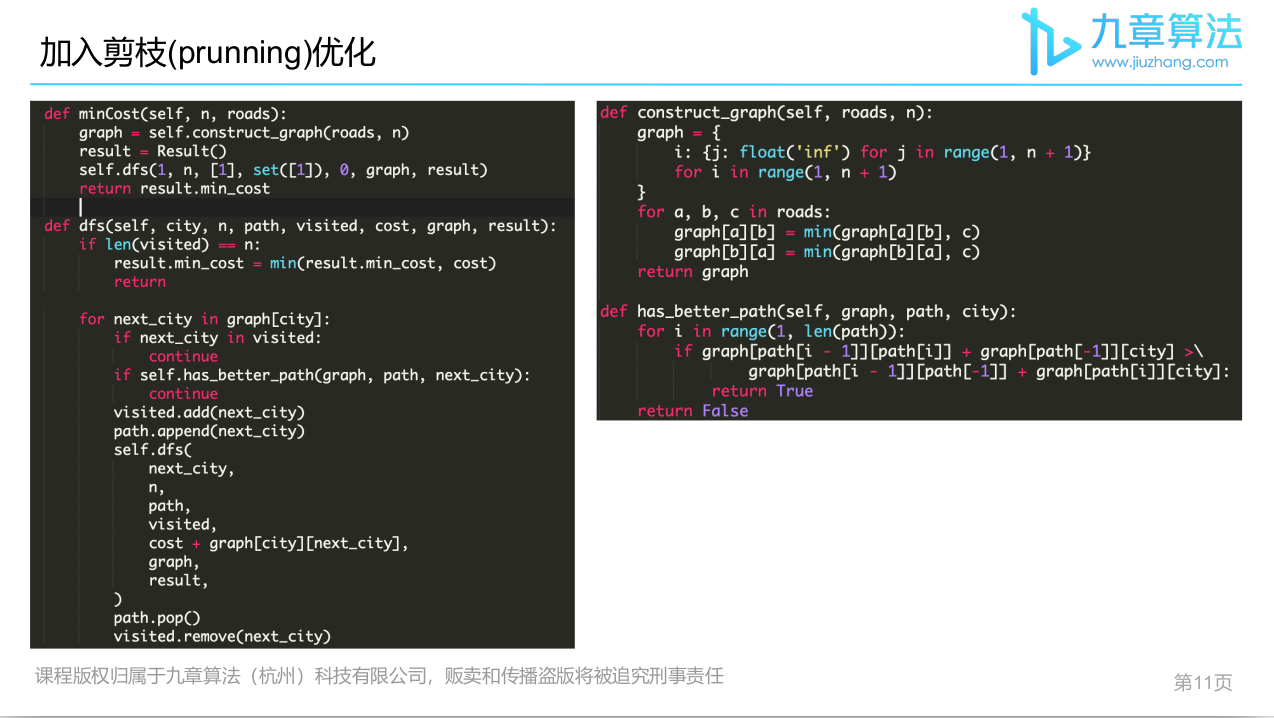 加入剪枝(prunning)优化
九章算法
www.jiuzhang.com
def minCost(self, n, roads):
    graph = self.construct_graph(roads, n)
    result = Result()
    self.dfs(1, n, [1], set([1]), 0, graph, result)
    return result.min_cost
def dfs(self, city, n, path, visited, cost, graph, result):
    if len(visited) == n:
        result.min_cost = min(result.min_cost, cost)
        return
    for next_city in graph[city]:
        if next_city in visited:
            continue
        if self.has_better_path(graph, path, next_city):
            continue
        visited.add(next_city)
        path.append(next_city)
        self.dfs(
            next_city,
            n,
            path,
            visited,
            cost + graph[city][next_city],
            graph,
            result,
        )
        path.pop()
        visited.remove(next_city)
def construct_graph(self, roads, n):
    graph = {
        i: {j: float('inf') for j in range(1, n + 1)}
        for i in range(1, n + 1)
    }
    for a, b, c in roads:
        graph[a][b] = min(graph[a][b], c)
        graph[b][a] = min(graph[b][a], c)
    return graph
def has_better_path(self, graph, path, city):
    for i in range(1, len(path)):
        if graph[path[i - 1]][path[i]] + graph[path[-1]][city] >\
                graph[path[i - 1]][path[-1]] + graph[path[i]][city]:
            return True
    return False
课程版权归属于九章算法（杭州）科技有限公司，贩卖和传播盗版将被追究刑事责任
第11页